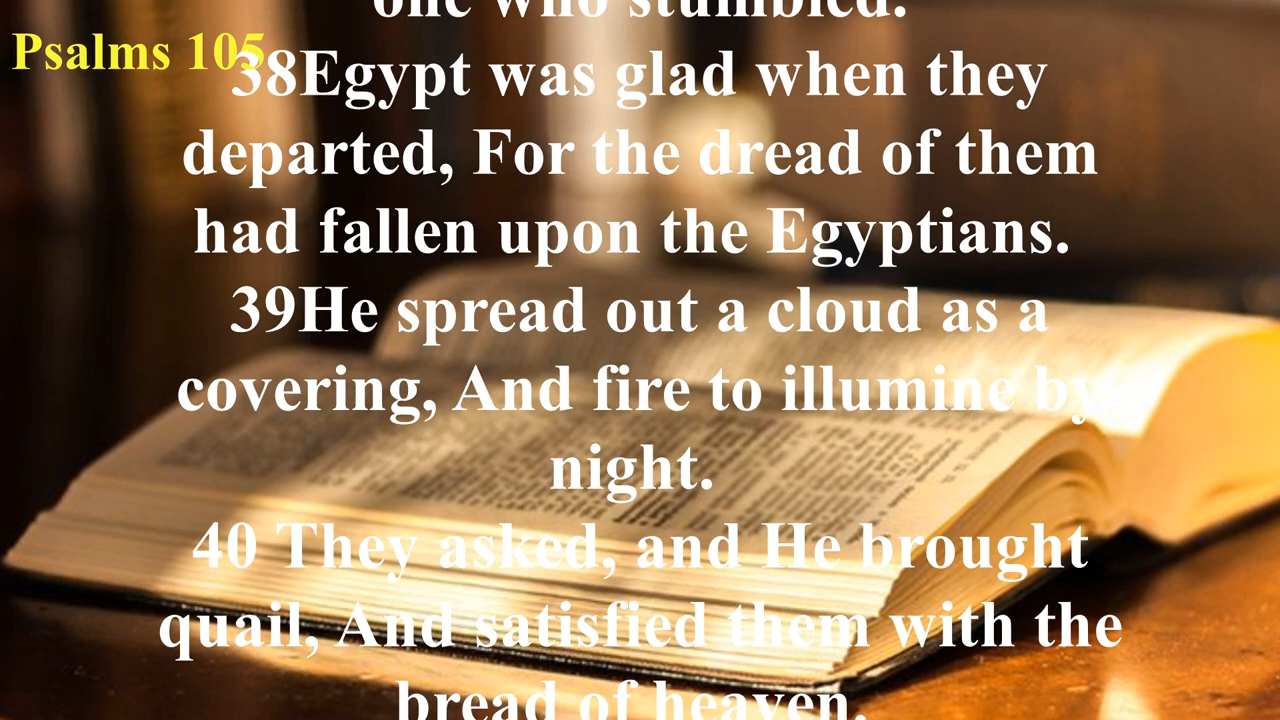 one who stumbled.
Psalms 105
38Egypt was glad when they
departed, For the dread of them
had fallen upon the Egyptians.
39He spread out a cloud as a
covering, And fire to illumine by
night.
40 They asked, and He brought
quail, And satisfied them with the
bread of heaven.